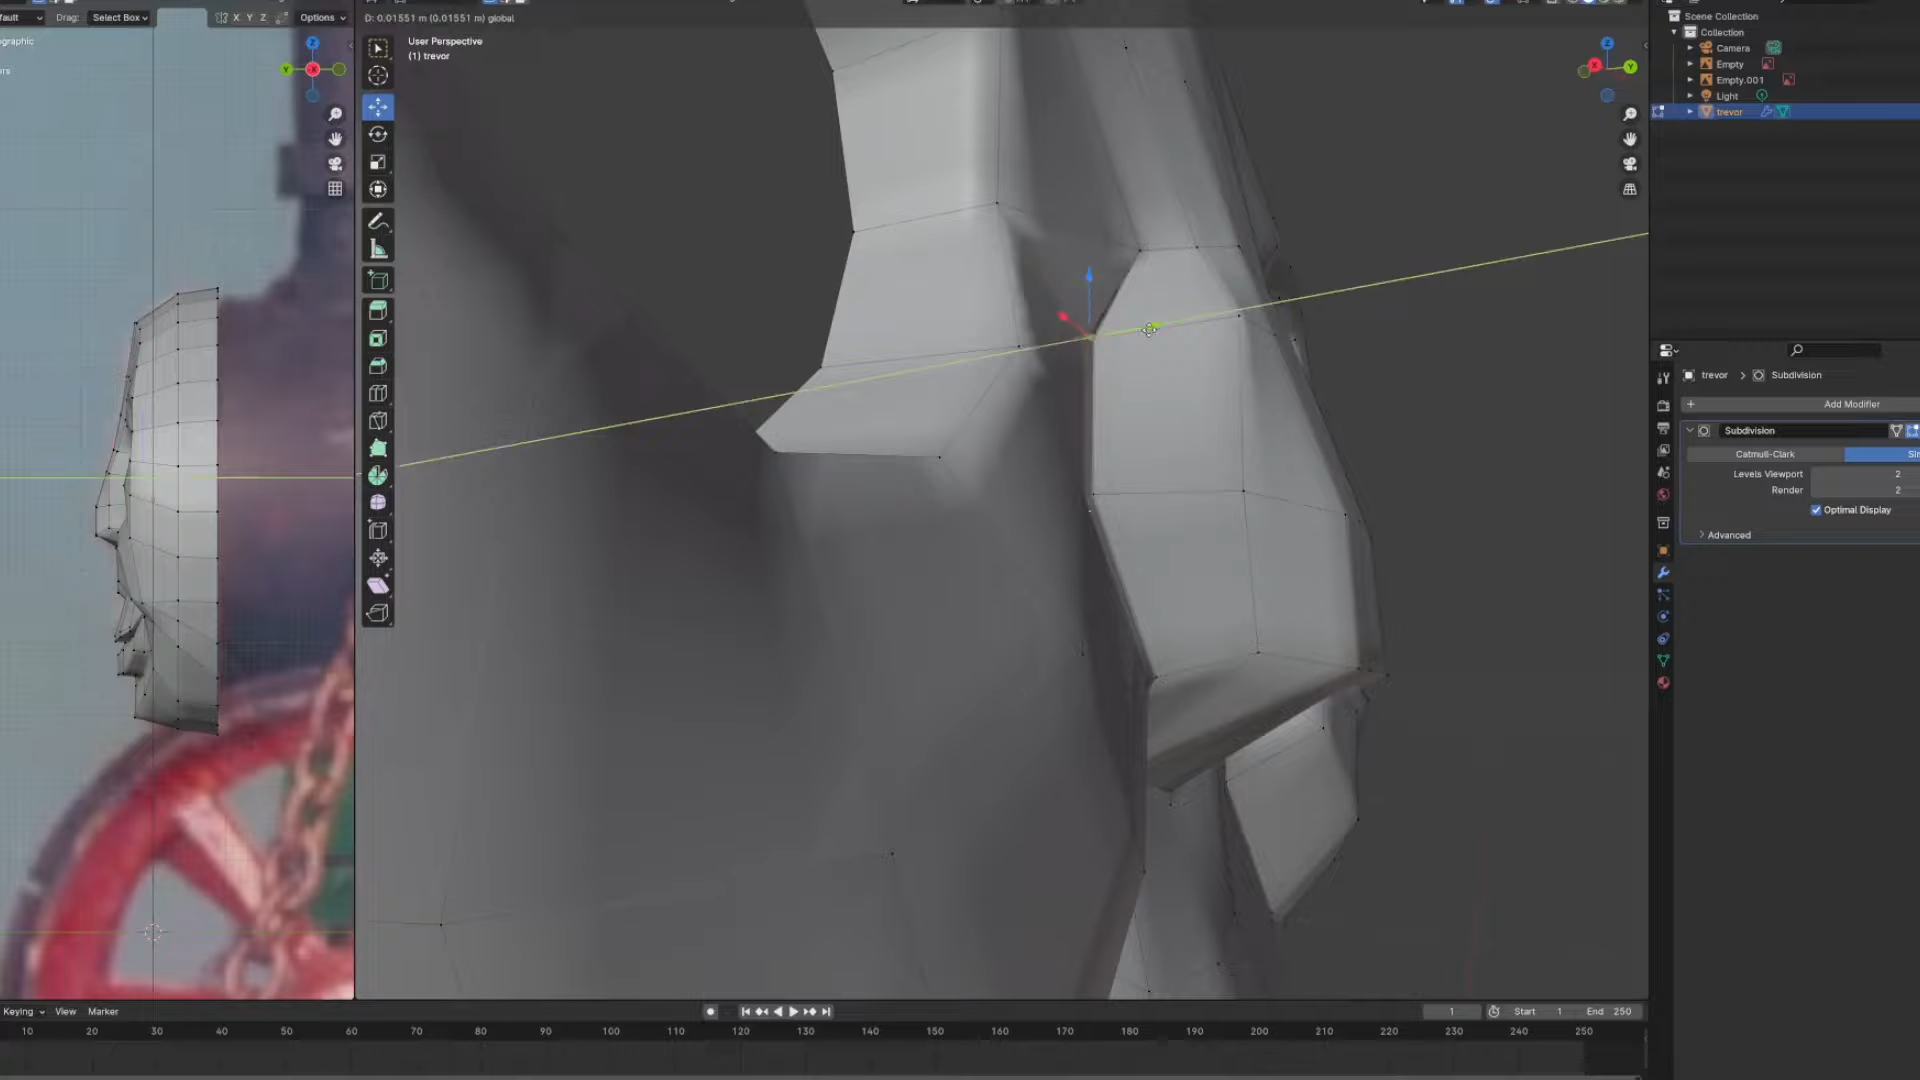 fault
Drag:
Select Box
X Y Z
Options
D: 0.01551 m (0.01551 m) global
ographic
ors
User Perspective
(1) trevor
Z
Y
X
Z
X
Y
Scene Collection
Collection
Camera
Empty
Empty.001
Light
trevor
trevor
Subdivision
Add Modifier
Subdivision
Catmull-Clark
Levels Viewport
2
Render
2
Optimal Display
Advanced
Keying
View
Marker
1
Start
1
End
250
10
20
30
40
50
60
70
80
90
100
110
120
130
140
150
160
170
180
190
200
210
220
230
240
250